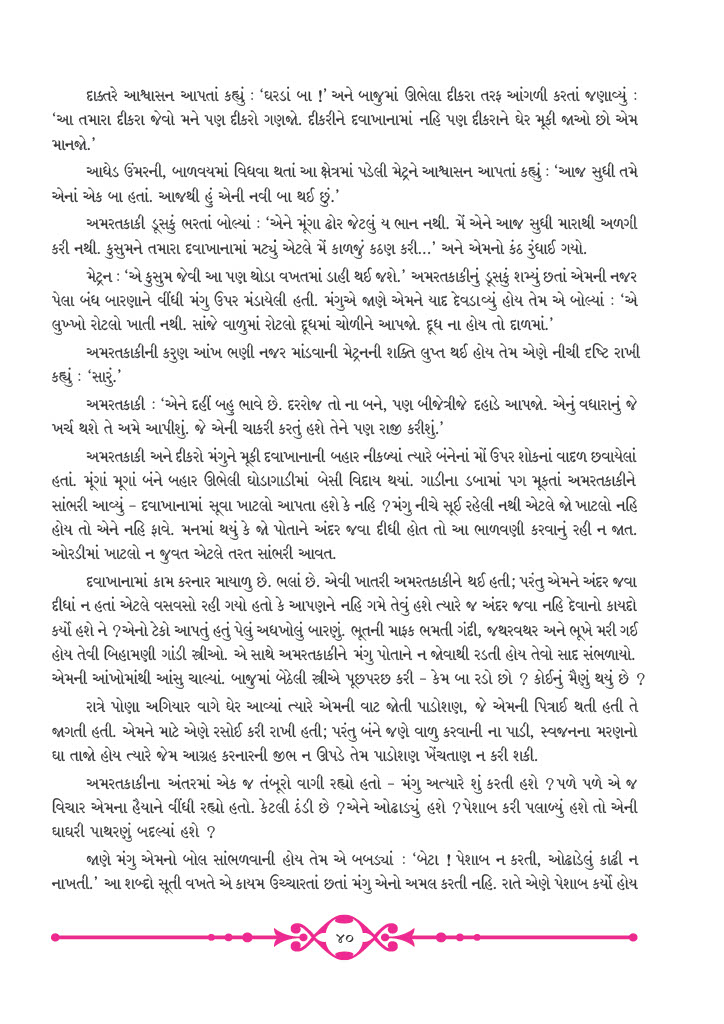 દાક્તરે આશ્વાસન આપતાં કહ્યું : ‘ઘરડાં બા !’ અને બાજુમાં ઊભેલા દીકરા તરફ આંગળી કરતાં જણાવ્યું :
‘આ તમારા દીકરા જેવો મને પણ દીકરો ગણજો. દીકરીને દવાખાનામાં નહિ પણ દીકરાને ઘેર મૂકી જાઓ છો એમ
માનજો.’
આધેડ ઉંમરની, બાળવયમાં વિધવા થતાં આ ક્ષેત્રમાં પડેલી મેટ્રને આશ્વાસન આપતાં કહ્યું : ‘આજ સુધી તમે
એનાં એક બા હતાં. આજથી હું એની નવી બા થઈ છું.’
અમરતકાકી ડૂસકું ભરતાં બોલ્યાં : ‘એને મૂંગા ઢોર જેટલું ય ભાન નથી. મેં એને આજ સુધી મારાથી અળગી
કરી નથી. કુસુમને તમારા દવાખાનામાં મટ્યું એટલે મેં કાળજું કઠણ કરી...’ અને એમનો કંઠ રુંધાઈ ગયો.
મેટ્રન : ‘એ કુસુમ જેવી આ પણ થોડા વખતમાં ડાહી થઈ જશે.’ અમરતકાકીનું ડૂસકું શમ્યું છતાં એમની નજર
પેલા બંધ બારણાને વીંધી મંગુ ઉપર મંડાયેલી હતી. મંગુએ જાણે એમને યાદ દેવડાવ્યું હોય તેમ એ બોલ્યાં : ‘એ
લુખ્ખો રોટલો ખાતી નથી. સાંજે વાળુમાં રોટલો દૂધમાં ચોળીને આપજો. દૂધ ના હોય તો દાળમાં.’
અમરતકાકીની કરુણ આંખ ભણી નજર માંડવાની મેટ્રનની શક્તિ લુપ્ત થઈ હોય તેમ એણે નીચી દષ્ટિ રાખી
કહ્યું : ‘સારું.’
અમરતકાકી : ‘એને દહીં બહુ ભાવે છે. દરરોજ તો ના બને, પણ બીજેત્રીજે દહાડે આપજો. એનું વધારાનું જે
ખર્ચ થશે તે અમે આપીશું. જે એની ચાકરી કરતું હશે તેને પણ રાજી કરીશું.’
અમરતકાકી અને દીકરો મંગુને મૂકી દવાખાનાની બહાર નીકળ્યાં ત્યારે બંનેનાં મોં ઉપર શોકનાં વાદળ છવાયેલાં
હતાં. મૂંગાં મૂગાં બંને બહાર ઊભેલી ઘોડાગાડીમાં બેસી વિદાય થયાં. ગાડીના ડબામાં પગ મૂકતાં અમરતકાકીને
સાંભરી આવ્યું – દવાખાનામાં સૂવા ખાટલો આપતા હશે કે નહિ ? મંગુ નીચે સૂઈ રહેલી નથી એટલે જો ખાટલો નહિ
હોય તો એને નહિ ફાવે. મનમાં થયું કે જો પોતાને અંદર જવા દીધી હોત તો આ ભાળવણી કરવાનું રહી ન જાત.
ઓરડીમાં ખાટલો ન જુવત એટલે તરત સાંભરી આવત.
દવાખાનામાં કામ કરનાર માયાળુ છે. ભલાં છે. એવી ખાતરી અમરતકાકીને થઈ હતી; પરંતુ એમને અંદર જવા
દીધાં ન હતાં એટલે વસવસો રહી ગયો હતો કે આપણને નહિ ગમે તેવું હશે ત્યારે જ અંદર જવા નહિ દેવાનો કાયદો
કર્યો હશે ને ? એનો ટેકો આપતું હતું પેલું અધખોલું બારણું. ભૂતની માફક ભમતી ગંદી, જથરવથર અને ભૂખે મરી ગઈ
હોય તેવી બિહામણી ગાંડી સ્ત્રીઓ. એ સાથે અમરતકાકીને મંગુ પોતાને ન જોવાથી રડતી હોય તેવો સાદ સંભળાયો.
એમની આંખોમાંથી આંસુ ચાલ્યાં. બાજુમાં બેઠેલી સ્ત્રીએ પૂછપરછ કરી – કેમ બા રડો છો ? કોઈનું મૈણું થયું છે ?
રાત્રે પોણા અગિયાર વાગે ઘેર આવ્યાં ત્યારે એમની વાટ જોતી પાડોશણ, જે એમની પિત્રાઈ થતી હતી તે
જાગતી હતી. એમને માટે એણે રસોઈ કરી રાખી હતી; પરંતુ બંને જણે વાળુ કરવાની ના પાડી, સ્વજનના મરણનો
ઘા તાજો હોય ત્યારે જેમ આગ્રહ કરનારની જીભ ન ઊપડે તેમ પાડોશણ ખેંચતાણ ન કરી શકી.
અમરતકાકીના અંતરમાં એક જ તંબૂરો વાગી રહ્યો હતો – મંગુ અત્યારે શું કરતી હશે ? પળે પળે એ જ
વિચાર એમના હૈયાને વીંધી રહ્યો હતો. કેટલી ઠંડી છે ? એને ઓઢાડ્યું હશે ? પેશાબ કરી પલાળ્યું હશે તો એની
ઘાઘરી પાથરણું બદલ્યાં હશે ?
જાણે મંગુ એમનો બોલ સાંભળવાની હોય તેમ એ બબડ્યાં : ‘બેટા ! પેશાબ ન કરતી, ઓઢાડેલું કાઢી ન
નાખતી.’ આ શબ્દો સૂતી વખતે એ કાયમ ઉચ્ચારતાં છતાં મંગુ એનો અમલ કરતી નહિ. રાતે એણે પેશાબ કર્યો હોય
૪૦